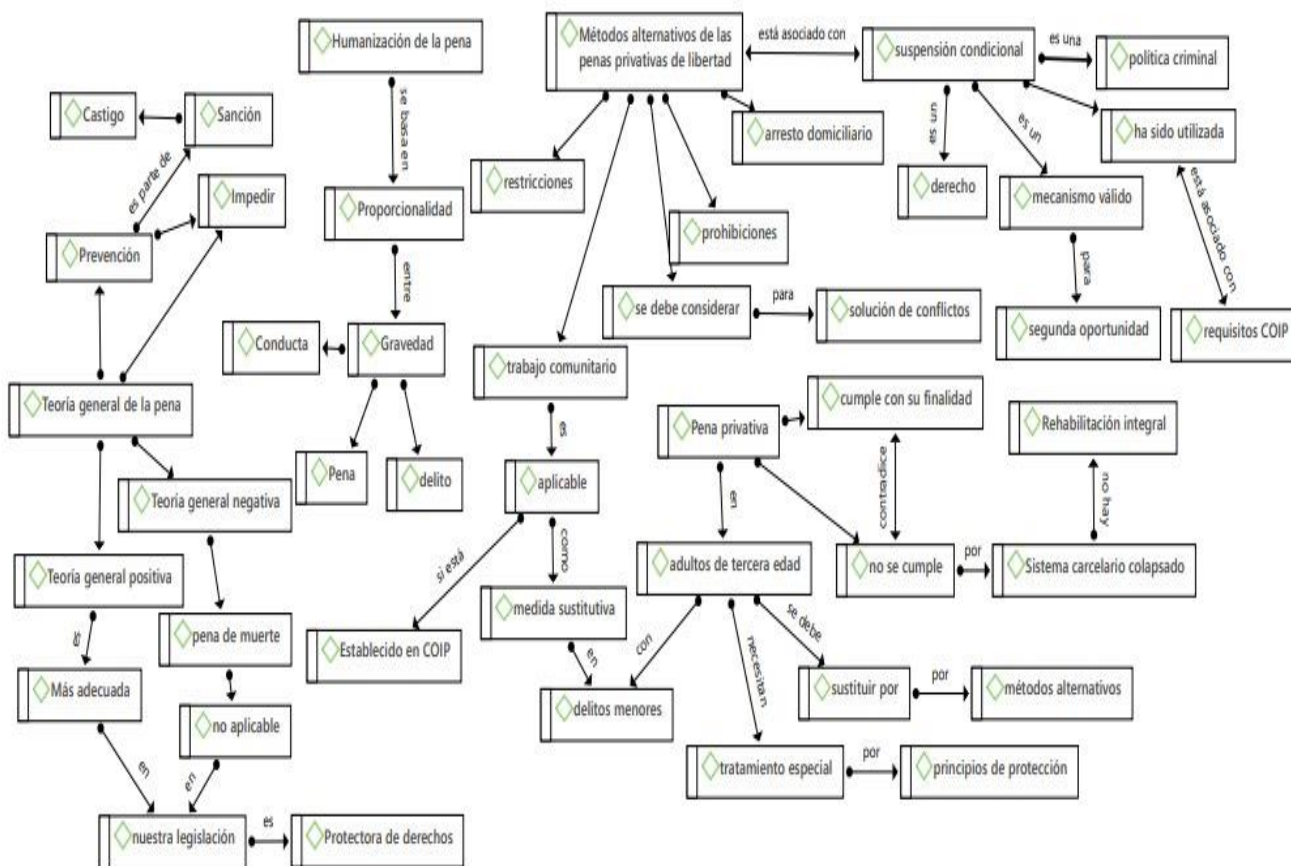 Humanización de la pena
Métodos alternativos de las
penas privativas de libertad
está asociado con
suspensión condicional
es una
política criminal
Castigo
Sanción
se basa en
arresto domiciliario
un sa
es un
ha sido utilizada
es parte de
restricciones
derecho
mecanismo válido
está asociado con
Impedir
Proporcionalidad
prohibiciones
Prevención
entre
para
se debe considerar
para
solución de conflictos
segunda oportunidad
requisitos COIP
Conducta
Gravedad
trabajo comunitario
Teoría general de la pena
cumple con su finalidad
Pena privativa
Rehabilitación integral
es
Pena
delito
aplicable
en
contradice
no hay
Teoría general negativa
si está
como
adultos de tercera edad
no se cumple
por
Sistema carcelario colapsado
Teoría general positiva
medida sustitutiva
es
pena de muerte
Establecido en COIP
en
con
necesitan
se debe
Más adecuada
no aplicable
delitos menores
sustituir por
por
métodos alternativos
en
en
tratamiento especial
por
principios de protección
nuestra legislación
es
Protectora de derechos